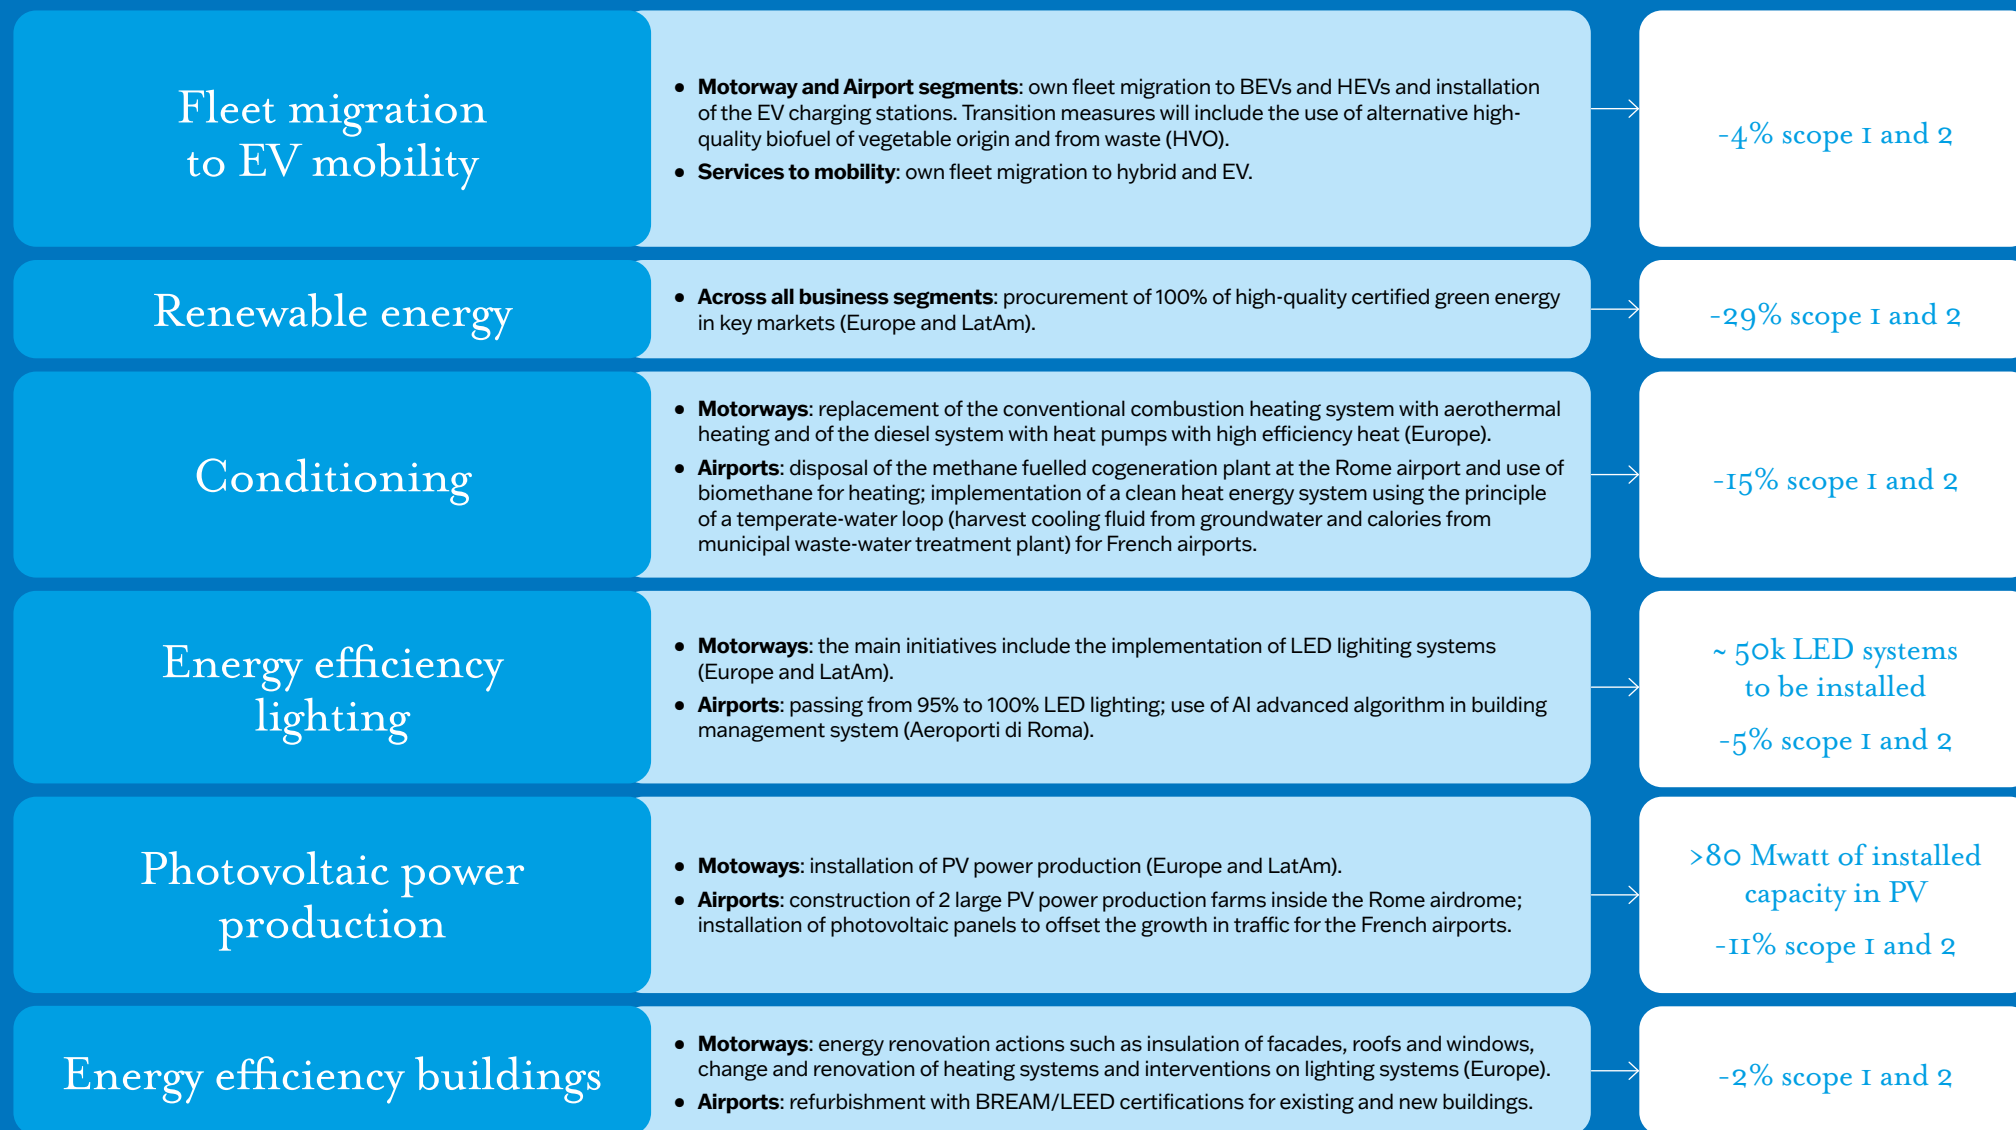 Fleet migration
to EV mobility
• Motorway and Airport segments: own fleet migration to BEVs and HEVs and installation
of the EV charging stations. Transition measures will include the use of alternative high-
quality biofuel of vegetable origin and from waste (HVO).
• Services to mobility: own fleet migration to hybrid and EV.
-4% scope 1 and 2
Renewable energy
• Across all business segments: procurement of 100% of high-quality certified green energy
in key markets (Europe and LatAm).
-29% scope 1 and 2
Conditioning
• Motorways: replacement of the conventional combustion heating system with aerothermal
heating and of the diesel system with heat pumps with high efficiency heat (Europe).
• Airports: disposal of the methane fuelled cogeneration plant at the Rome airport and use of
biomethane for heating; implementation of a clean heat energy system using the principle
of a temperate-water loop (harvest cooling fluid from groundwater and calories from
municipal waste-water treatment plant) for French airports.
-15% scope 1 and 2
Energy efficiency
lighting
• Motorways: the main initiatives include the implementation of LED lighiting systems
(Europe and LatAm).
• Airports: passing from 95% to 100% LED lighting; use of AI advanced algorithm in building
management system (Aeroporti di Roma).
~ 50k LED systems
to be installed
-5% scope 1 and 2
Photovoltaic power
production
• Motoways: installation of PV power production (Europe and LatAm).
• Airports: construction of 2 large PV power production farms inside the Rome airdrome;
installation of photovoltaic panels to offset the growth in traffic for the French airports.
>80 Mwatt of installed
capacity in PV
-11% scope 1 and 2
Energy efficiency buildings
• Motorways: energy renovation actions such as insulation of facades, roofs and windows,
change and renovation of heating systems and interventions on lighting systems (Europe).
• Airports: refurbishment with BREAM/LEED certifications for existing and new buildings.
-2% scope 1 and 2